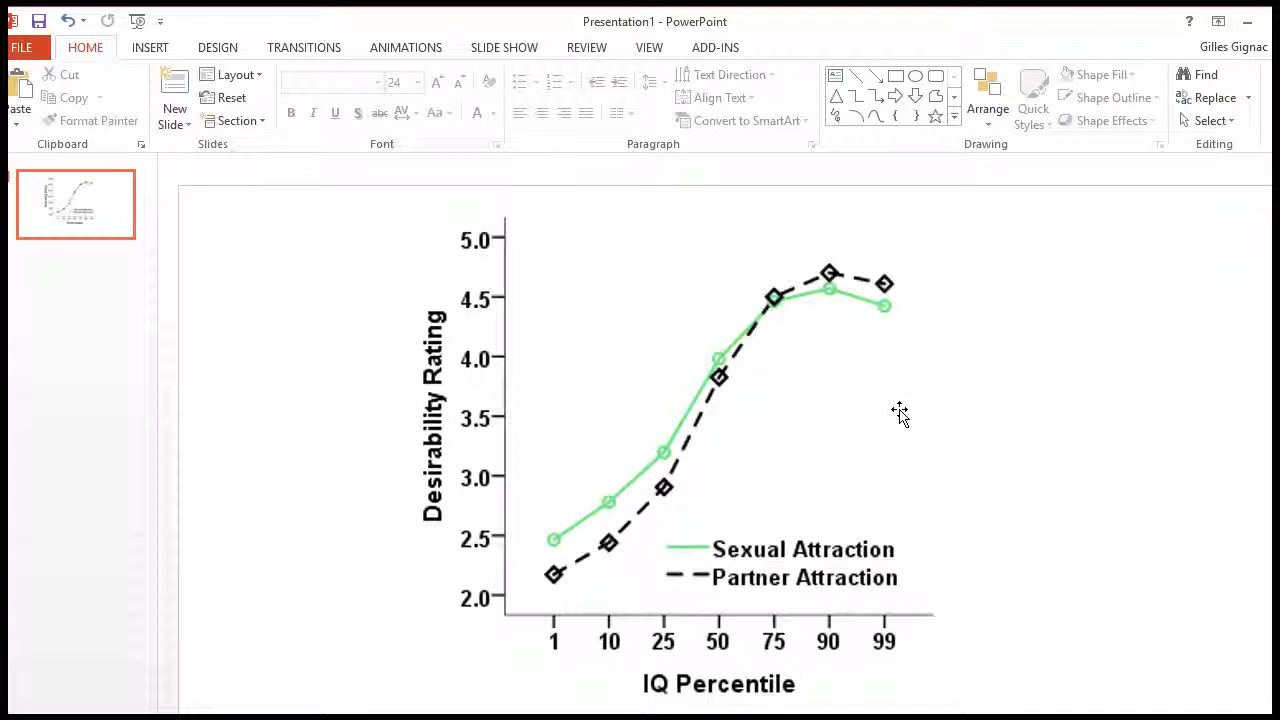 Presentation1 - PowerPoint
?
FILE HOME INSERT DESIGN TRANSITIONS ANIMATIONS SLIDE SHOW REVIEW VIEW ADD-INS Gilles Gignac
Cut Layout 24 Text Direction Shape Fill Find
Copy New Reset Align Text Arrange Quick Shape Outline Replace
Format Painter Slide Section B I U S abc AV Aa A Convert to SmartArt Styles Shape Effects Select
Clipboard Slides Font Paragraph Drawing Editing
5.0
4.5
4.0
3.5
3.0
2.5
2.0
Desirability Rating
Sexual Attraction
Partner Attraction
1 10 25 50 75 90 99
IQ Percentile